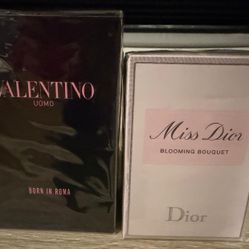 VALENTINO
UOMO
BORN IN ROMA
Miss Dior
BLOOMING BOUQUET
Dior